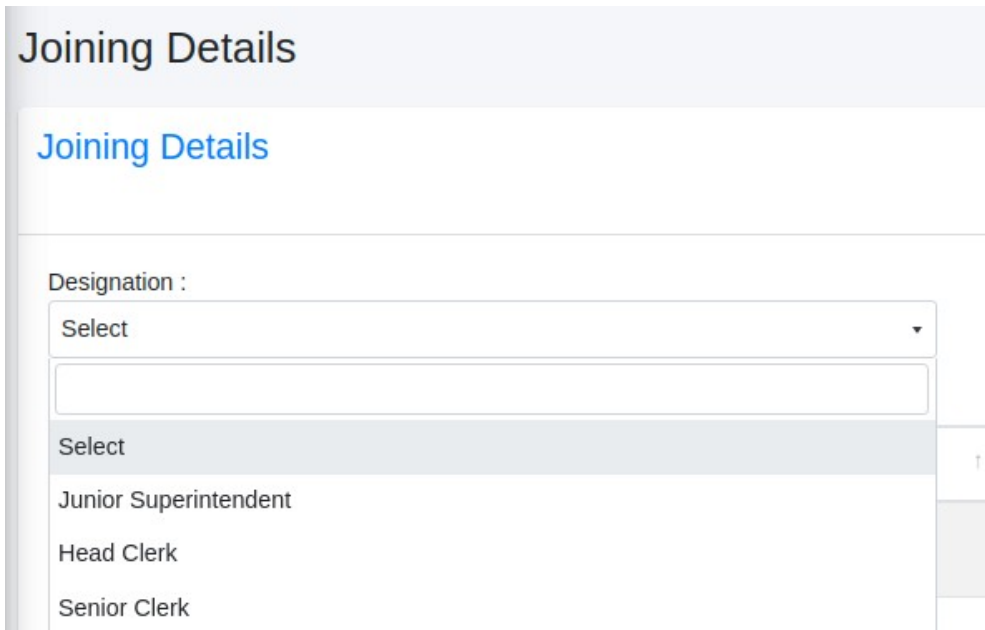 Joining Details
Joining Details
Designation :
Select
Select
Junior Superintendent
Head Clerk
Senior Clerk